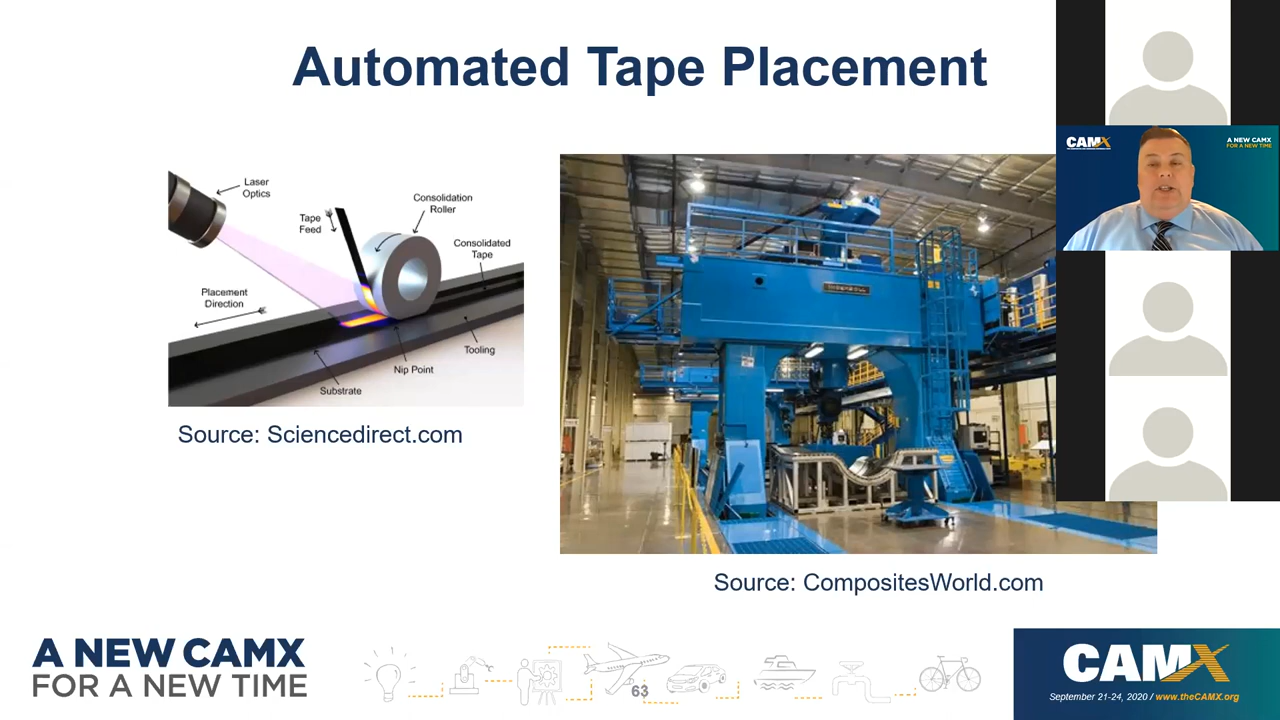 Automated Tape Placement
Laser
Optics
Tape
Feed
Consolidation
Roller
Consolidated
Tape
Placement
Direction
Tooling
Nip Point
Substrate
Source: Sciencedirect.com
Source: CompositesWorld.com
CAMX
A NEW CAMX
FOR A NEW TIME
A NEW CAMX
FOR A NEW TIME
63
CAMX
September 21-24, 2020 / www.theCAMX.org